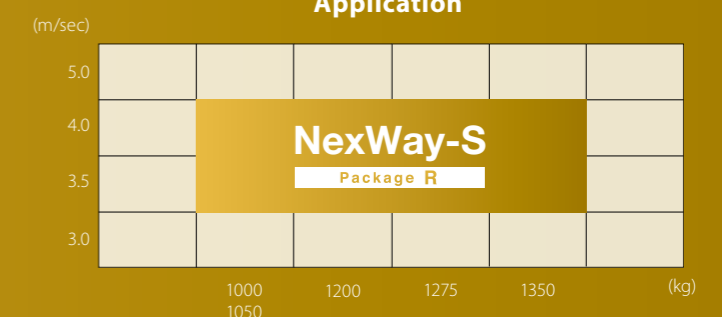 Application
(m/sec)
5.0
4.0
NexWay-S
Package R
3.5
3.0
1000 1200 1275 1350 (kg)
1050